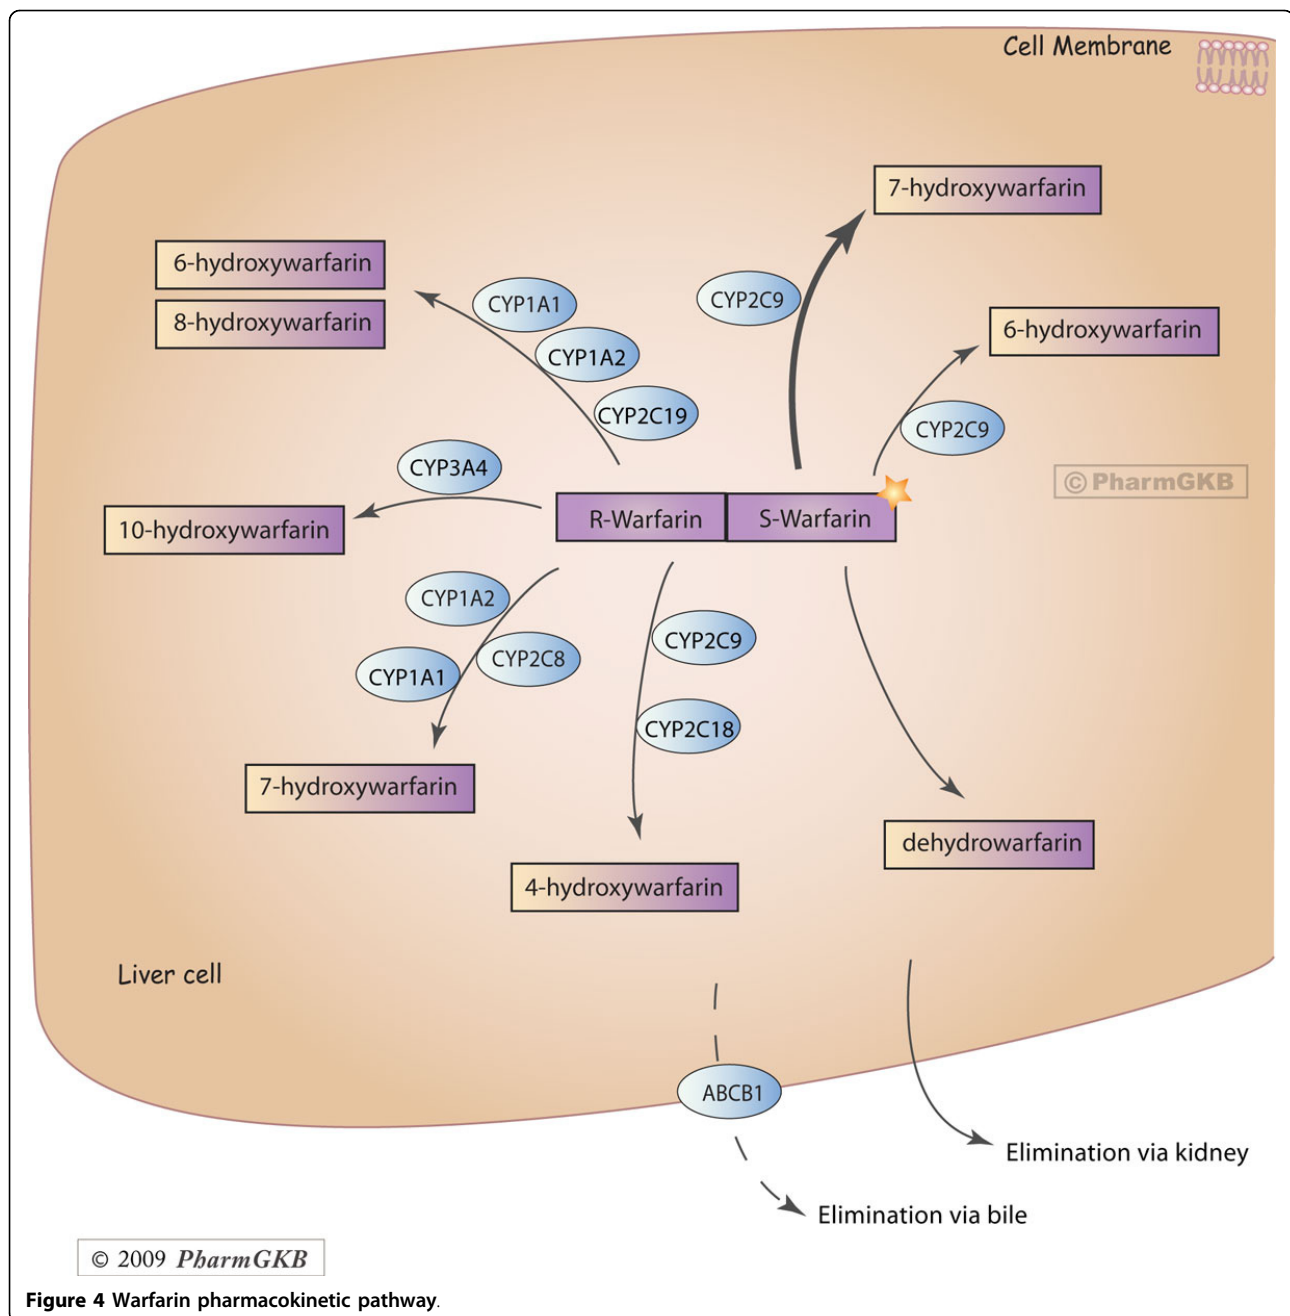 Cell Membrane
7-hydroxywarfarin
6-hydroxywarfarin
8-hydroxywarfarin
CYP1A1
CYP1A2
CYP2C19
CYP2C9
6-hydroxywarfarin
CYP2C9
CYP3A4
© PharmGKB
10-hydroxywarfarin
R-Warfarin
S-Warfarin
CYP1A2
CYP2C8
CYP1A1
CYP2C9
CYP2C18
7-hydroxywarfarin
dehydrowarfarin
4-hydroxywarfarin
Liver cell
ABCB1
Elimination via kidney
Elimination via bile
© 2009 PharmGKB
Figure 4 Warfarin pharmacokinetic pathway.